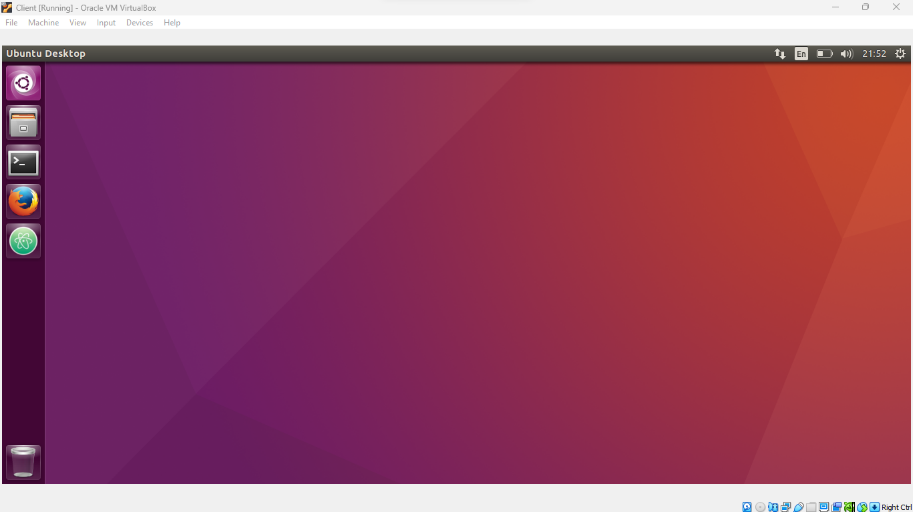 Client [Running] - Oracle VM VirtualBox
File Machine View Input Devices Help
Ubuntu Desktop En 21:52
>_
Right Ctrl